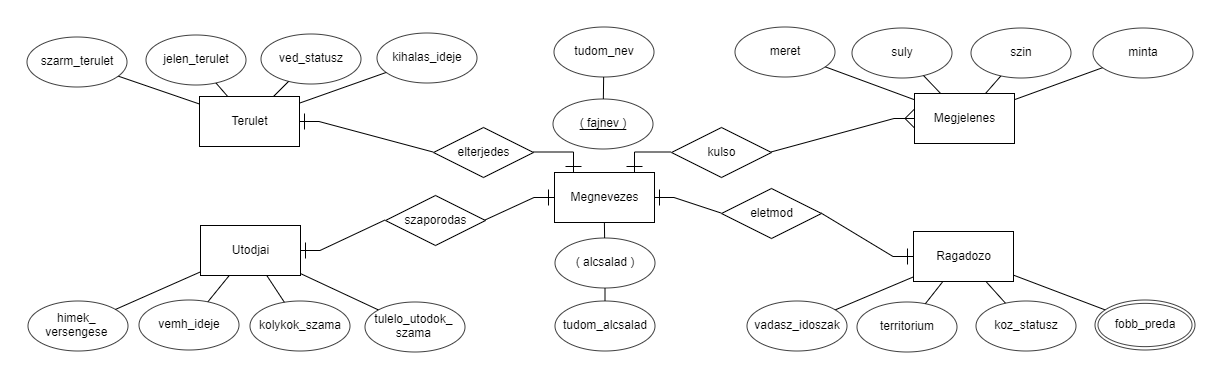 szarm_terulet
jelen_terulet
ved_statusz
kihalas_ideje
tudom_nev
meret
suly
szin
minta
Terulet
( fajnev )
Megjelenes
elterjedes
kulso
Megnevezes
szaporodas
eletmod
Utodjai
( alcsalad )
Ragadozo
himek_
versengese
vemh_ideje
kolykok_szama
tulelo_utodok_
szama
tudom_alcsalad
vadasz_idoszak
territorium
koz_statusz
fobb_preda